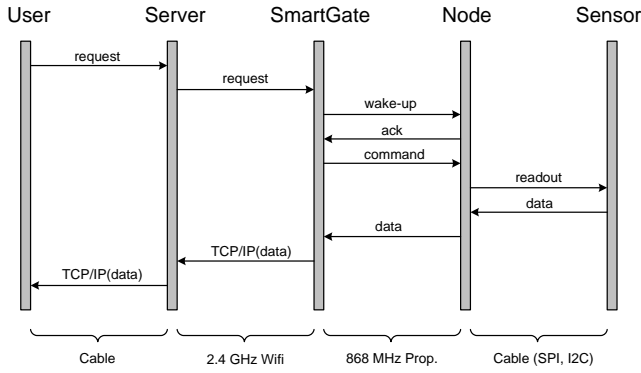 User Server SmartGate Node Sensor
request
request
wake-up
ack
command
readout
data
data
TCP/IP(data)
TCP/IP(data)
Cable 2.4 GHz Wifi 868 MHz Prop. Cable (SPI, I2C)